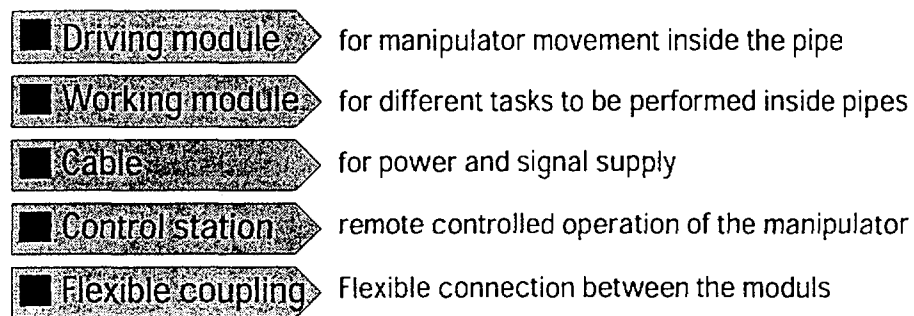 Driving module for manipulator movement inside the pipe
Working module for different tasks to be performed inside pipes
Cable for power and signal supply
Control station remote controlled operation of the manipulator
Flexible coupling Flexible connection between the moduls